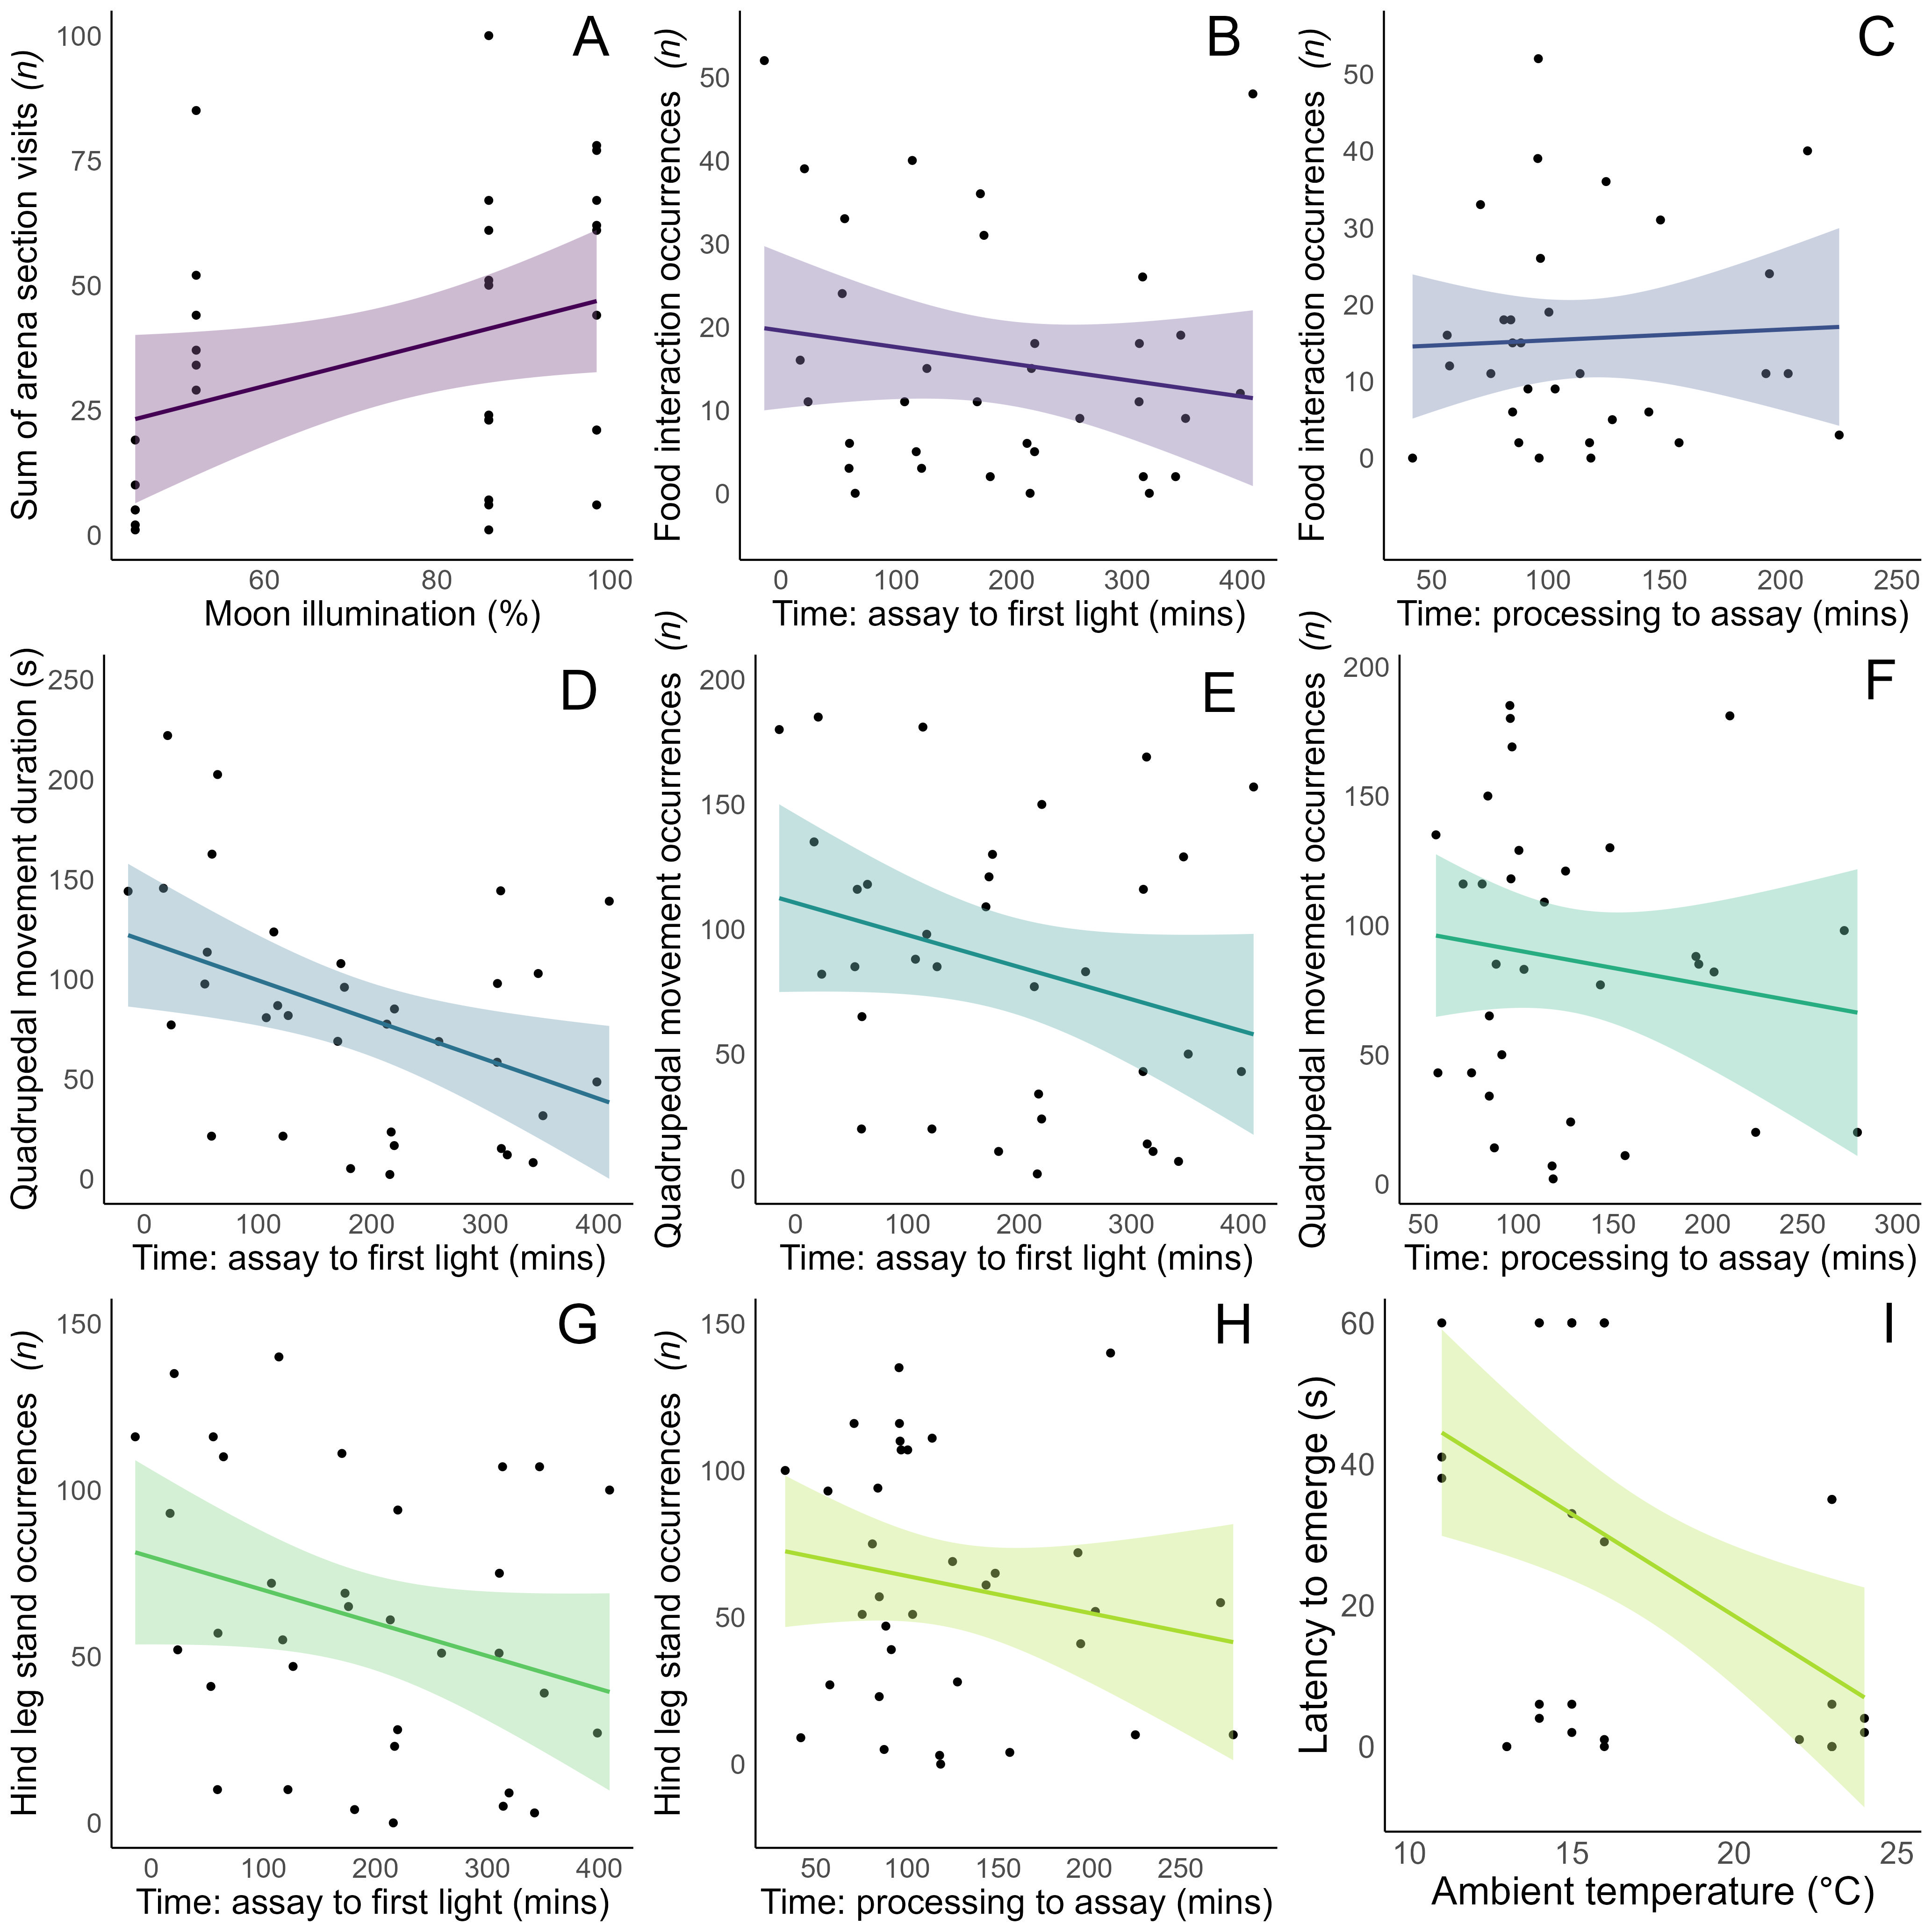 A
Sum of arena section visits (n)
100
75
50
25
0
60 80 100
Moon illumination (%)
B
Food interaction occurrences (n)
50
40
30
20
10
0
0 100 200 300 400
Time: assay to first light (mins)
C
Food interaction occurrences (n)
50
40
30
20
10
0
50 100 150 200 250
Time: processing to assay (mins)
D
Quadrupedal movement duration (s)
250
200
150
100
50
0
0 100 200 300 400
Time: assay to first light (mins)
E
Quadrupedal movement occurrences (n)
200
150
100
50
0
0 100 200 300 400
Time: assay to first light (mins)
F
Quadrupedal movement occurrences (n)
200
150
100
50
0
50 100 150 200 250 300
Time: processing to assay (mins)
G
Hind leg stand occurrences (n)
150
100
50
0
0 100 200 300 400
Time: assay to first light (mins)
H
Hind leg stand occurrences (n)
150
100
50
0
50 100 150 200 250
Time: processing to assay (mins)
I
Latency to emerge (s)
60
40
20
0
10 15 20 25
Ambient temperature (°C)